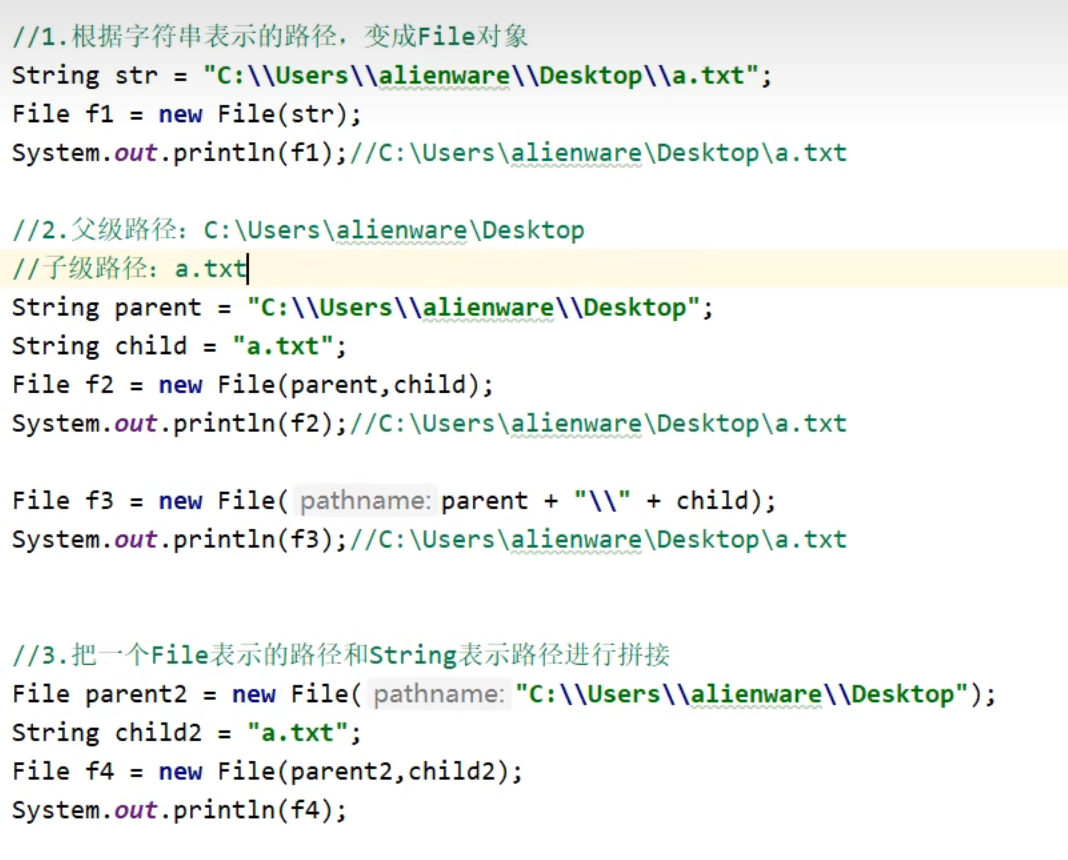 //1.根据字符串表示的路径，变成File对象
String str = "C:\\Users\\alienware\\Desktop\\a.txt";
File f1 = new File(str);
System.out.println(f1);//C:\Users\alienware\Desktop\a.txt
//2.父级路径：C:\Users\alienware\Desktop
//子级路径：a.txt
String parent = "C:\\Users\\alienware\\Desktop";
String child = "a.txt";
File f2 = new File(parent,child);
System.out.println(f2);//C:\Users\alienware\Desktop\a.txt
File f3 = new File( pathname: parent + "\\" + child);
System.out.println(f3);//C:\Users\alienware\Desktop\a.txt
//3.把一个File表示的路径和String表示路径进行拼接
File parent2 = new File( pathname: "C:\\Users\\alienware\\Desktop");
String child2 = "a.txt";
File f4 = new File(parent2,child2);
System.out.println(f4);